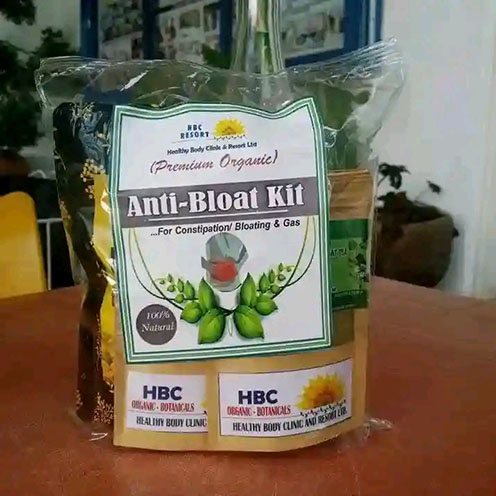 HBC
RESORT
Healthy Body Clinic & Resort Ltd
(Premium Organic)
Anti-Bloat Kit
...For Constipation/ Bloating & Gas
100%
Natural
HBC
ORGANIC - BOTANICALS
HEALTHY BODY CLINIC
HBC
ORGANIC - BOTANICALS
HEALTHY BODY CLINIC AND RESORT LTD.